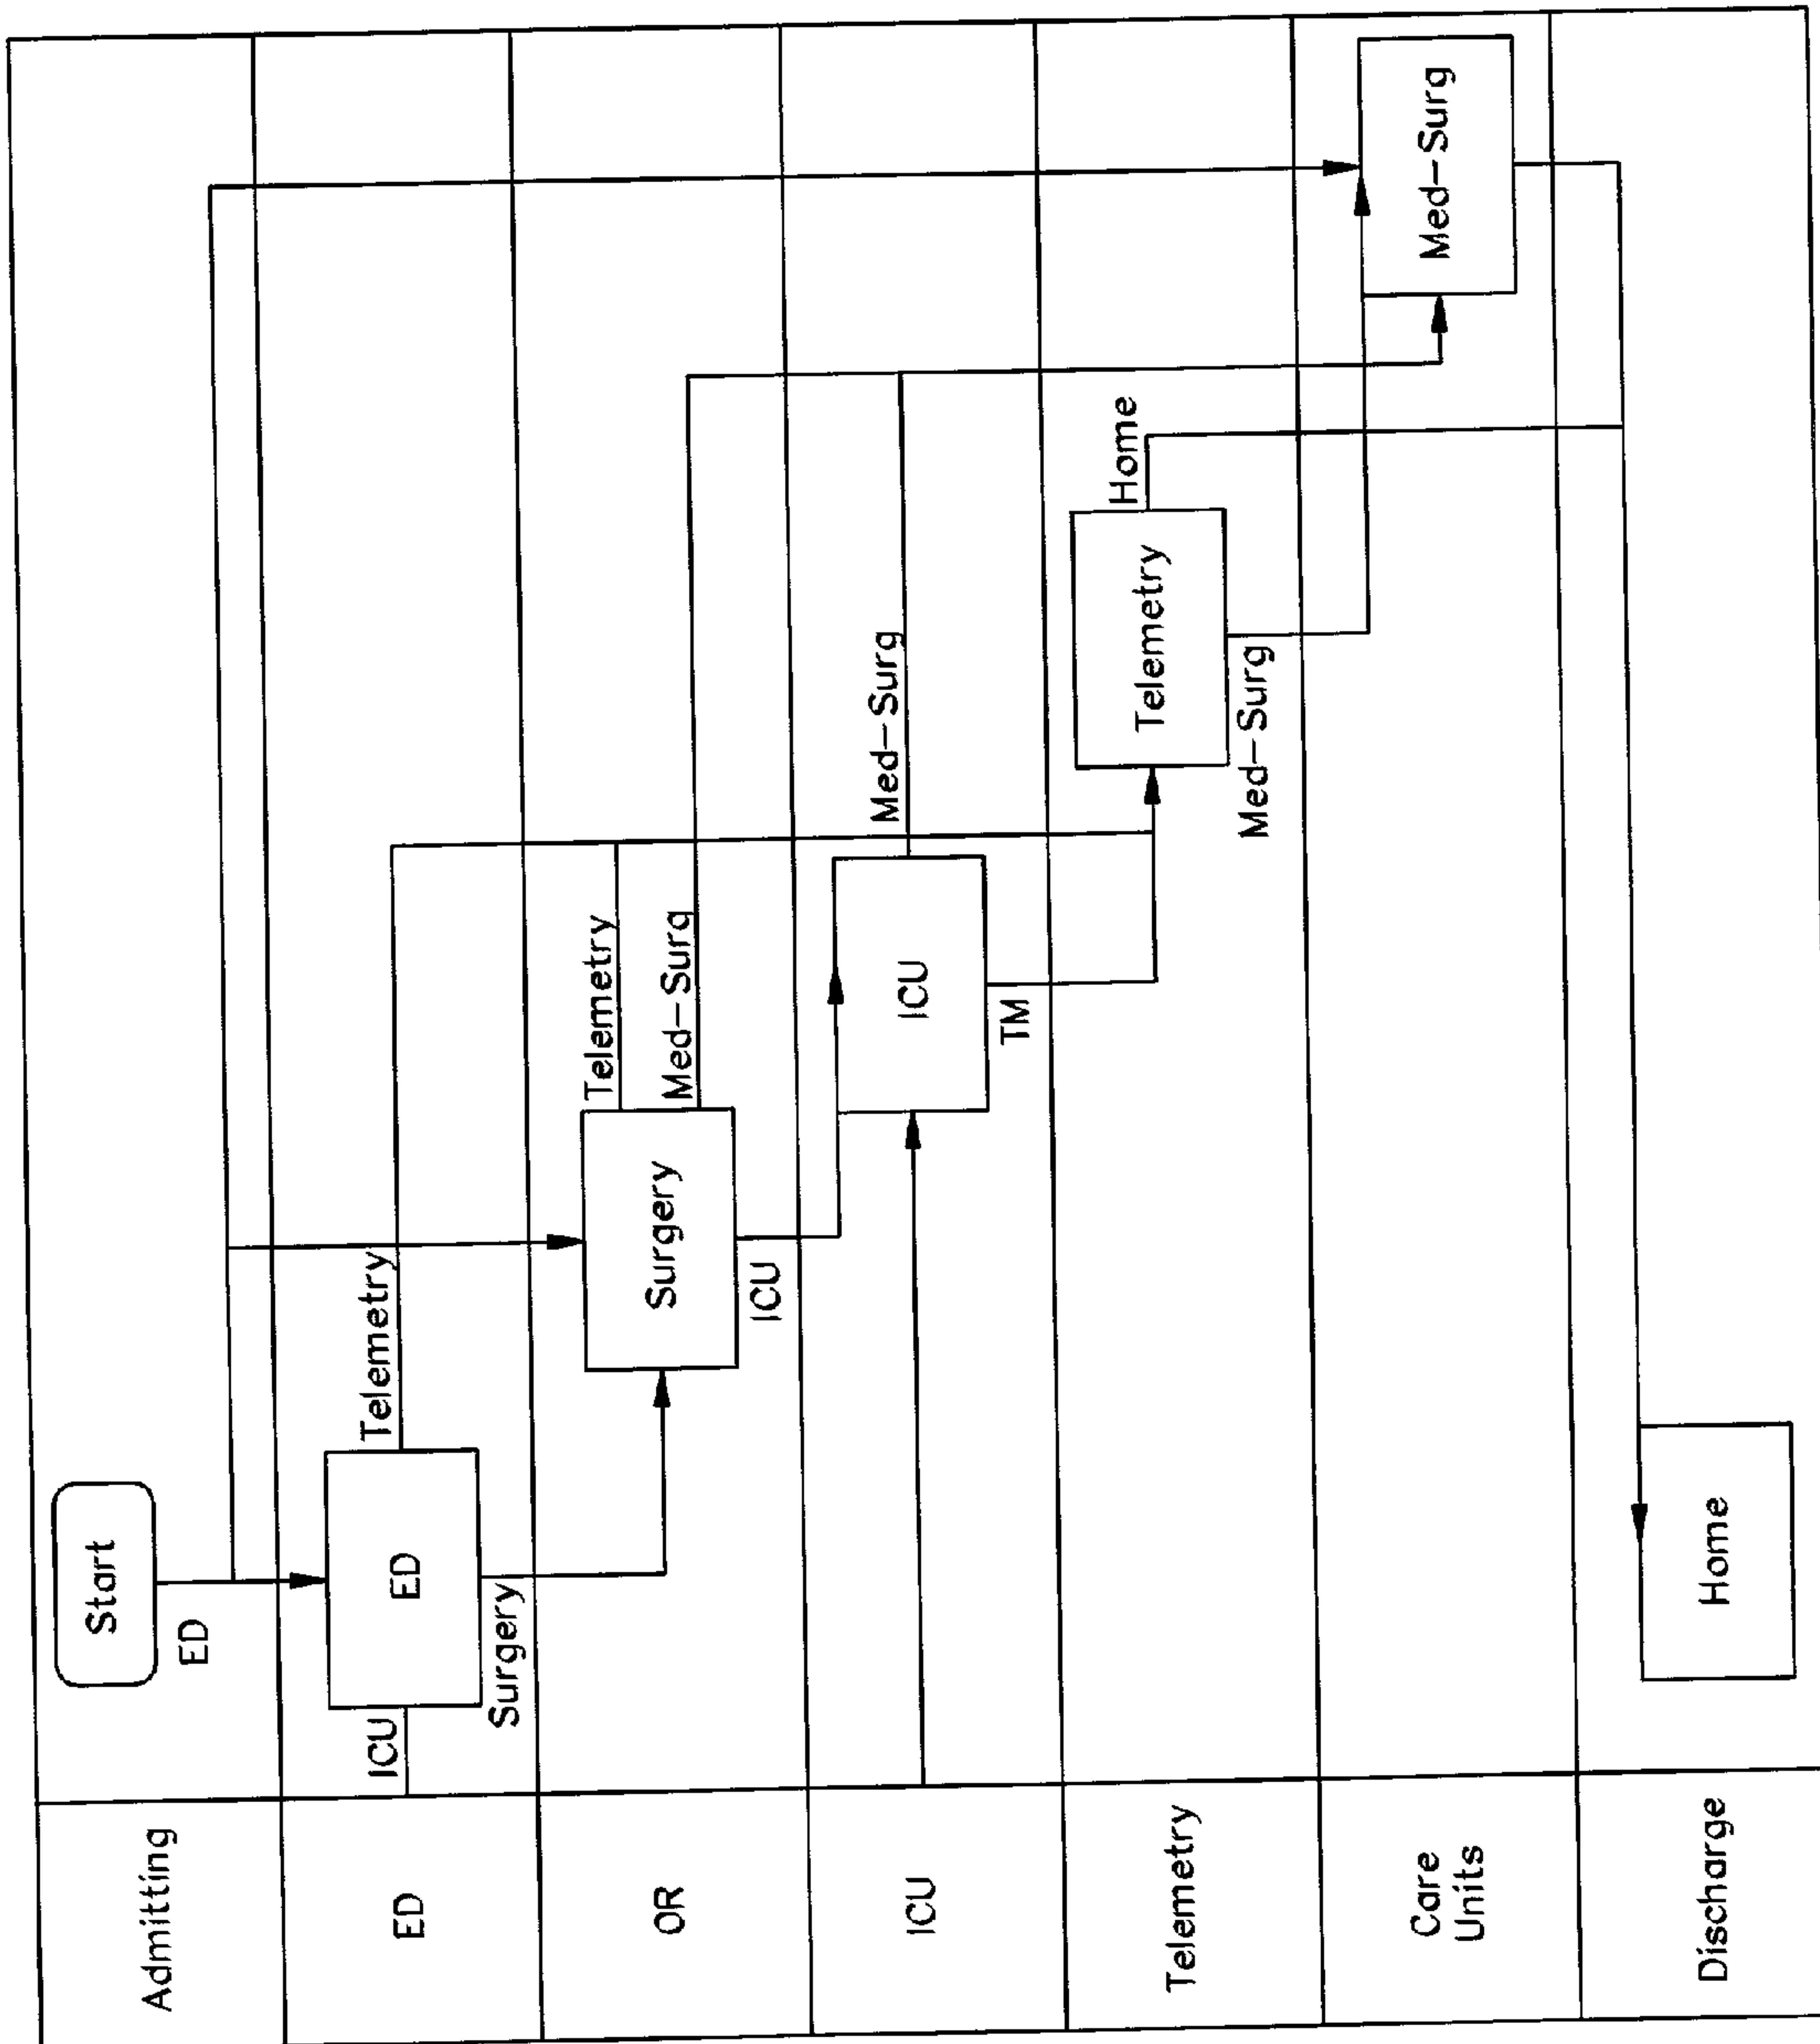 Admitting
Start
ED
ED
ICU
ED
Telemetry
Surgery
OR
Surgery
Telemetry
Med-Surg
ICU
ICU
ICU
Med-Surg
TM
Telemetry
Telemetry
Home
Med-Surg
Care
Units
Med-Surg
Discharge
Home